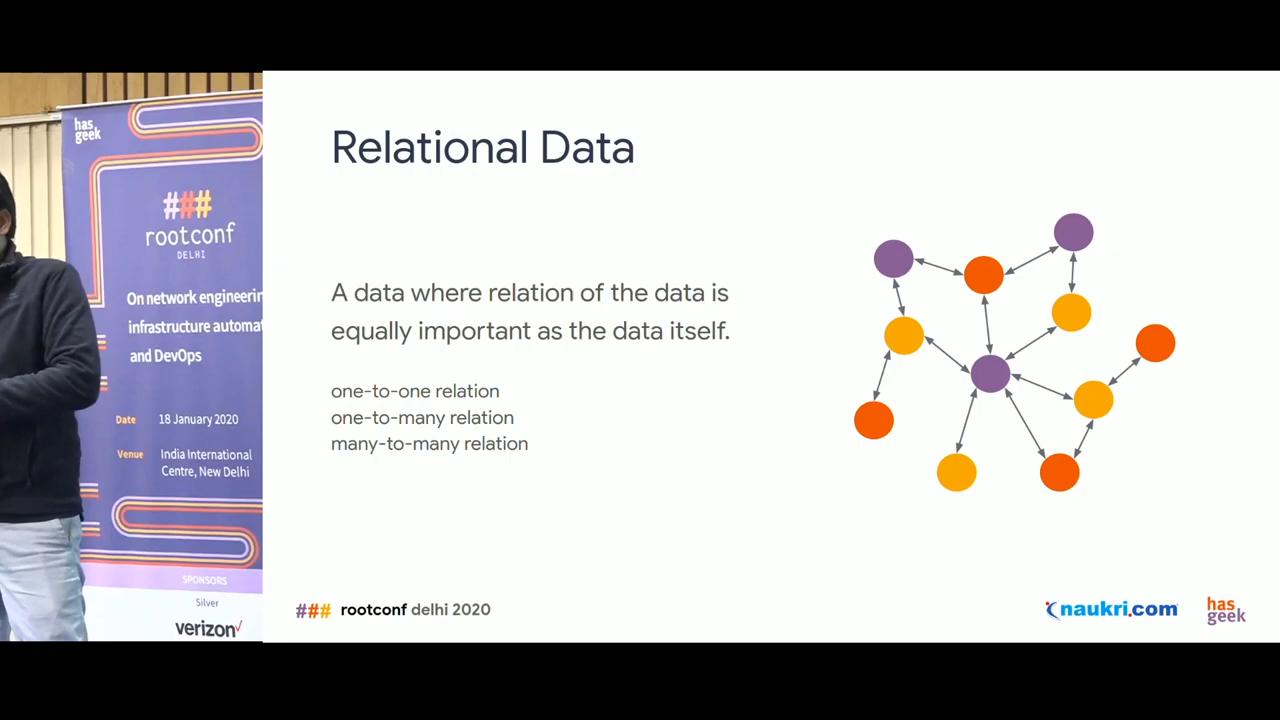 has
geek
###
rootconf
DELHI
On network engineerin
infrastructure automat
and DevOps
Date 18 January 2020
Venue India International
Centre, New Delhi
SPONSORS
Silver
verizon
Relational Data
A data where relation of the data is
equally important as the data itself.
one-to-one relation
one-to-many relation
many-to-many relation
### rootconf delhi 2020
naukri.com
has
geek